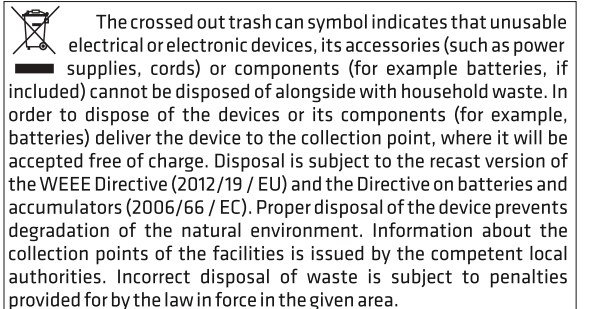 The crossed out trash can symbol indicates that unusable
electrical or electronic devices, its accessories (such as power
supplies, cords) or components (for example batteries, if
included) cannot be disposed of alongside with household waste. In
order to dispose of the devices or its components (for example,
batteries) deliver the device to the collection point, where it will be
accepted free of charge. Disposal is subject to the recast version of
the WEEE Directive (2012/19 / EU) and the Directive on batteries and
accumulators (2006/66 / EC). Proper disposal of the device prevents
degradation of the natural environment. Information about the
collection points of the facilities is issued by the competent local
authorities. Incorrect disposal of waste is subject to penalties
provided for by the law in force in the given area.